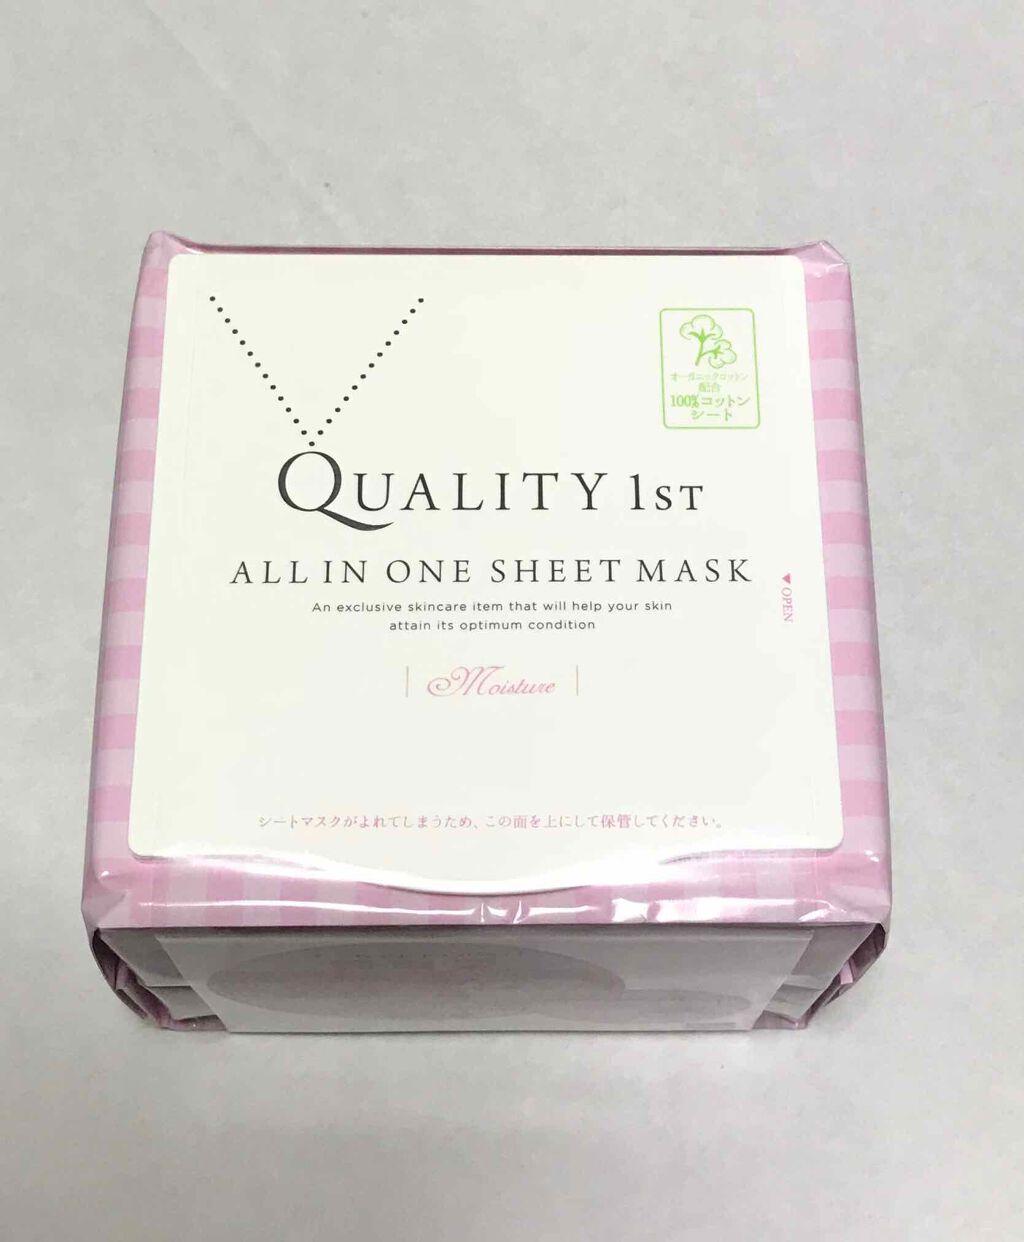 オーガニックコットン
配合
100%コットン
シート
QUALITY 1ST
ALL IN ONE SHEET MASK
An exclusive skincare item that will help your skin
attain its optimum condition
▼OPEN
Moisture
シートマスクがよれてしまうため、この面を上にして保管してください。